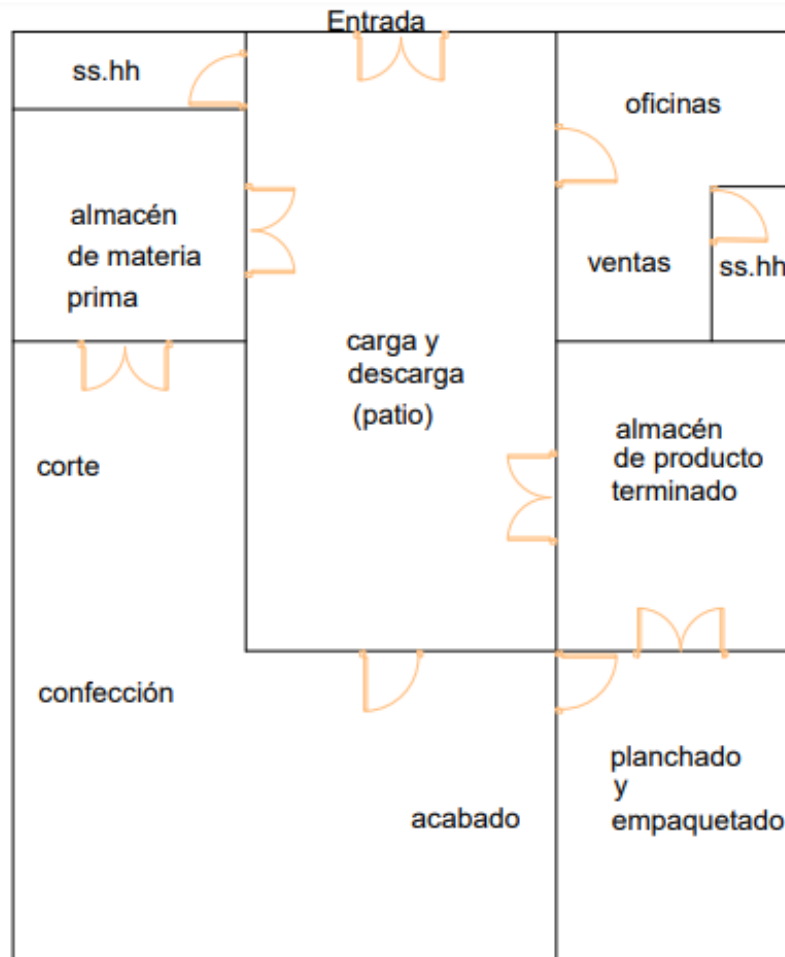 Entrada
ss.hh
oficinas
almacén
de materia
prima
ventas
ss.hh
carga y
descarga
(patio)
almacén
de producto
terminado
corte
confección
acabado
planchado
y
empaquetado